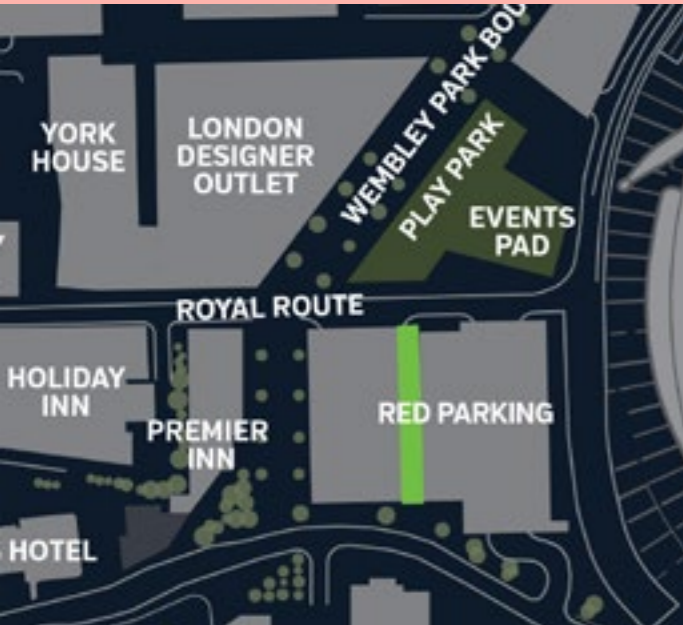 WEMBLEY PARK BOU
YORK
HOUSE
LONDON
DESIGNER
OUTLET
PLAY PARK
EVENTS
PAD
ROYAL ROUTE
HOLIDAY
INN
RED PARKING
PREMIER
INN
HOTEL